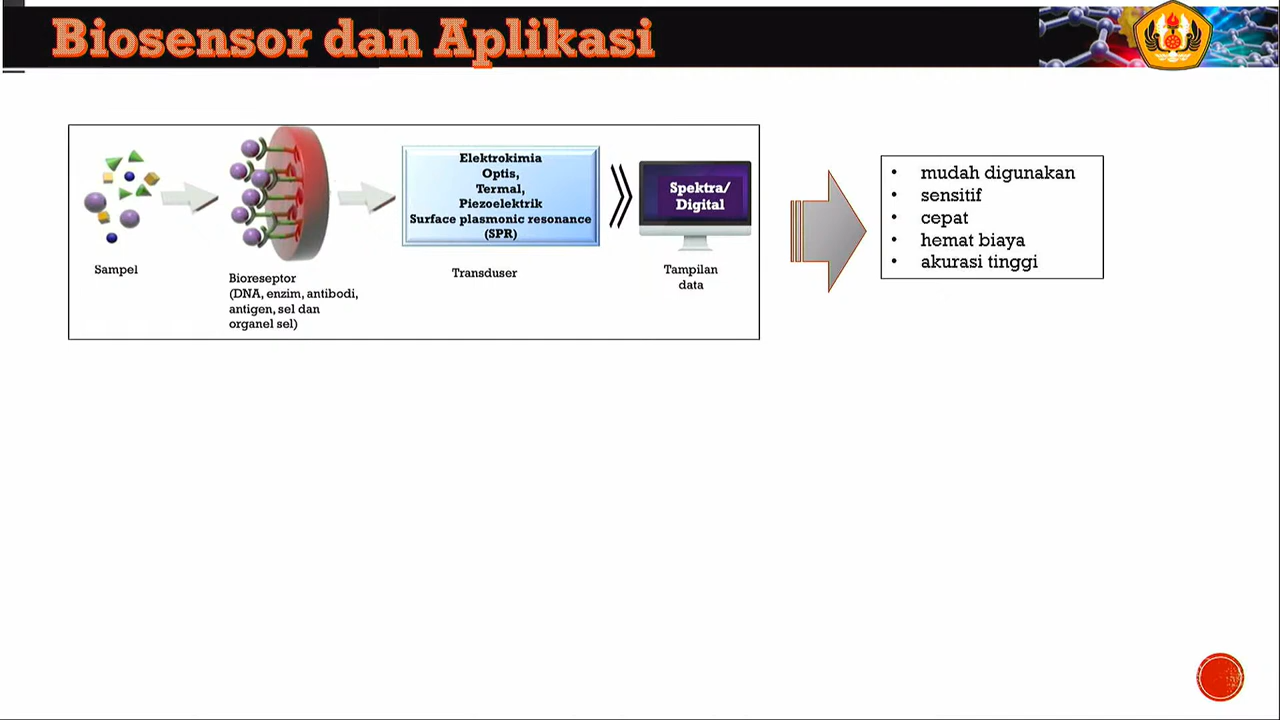 Biosensor dan Aplikasi
Elektrokimia
Optis,
Termal,
Piezoelektrik
Surface plasmonic resonance
(SPR)
Spektra/
Digital
Sampel
Bioreseptor
(DNA, enzim, antibodi,
antigen, sel dan
organel sel)
Transduser
Tampilan
data
• mudah digunakan
• sensitif
• cepat
• hemat biaya
• akurasi tinggi